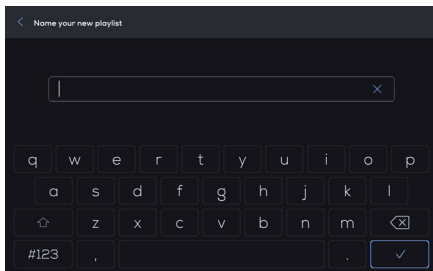 Name your new playlist
q w e r t y u i o p
a s d f g h j k l
z x c v b n m
#123 , .